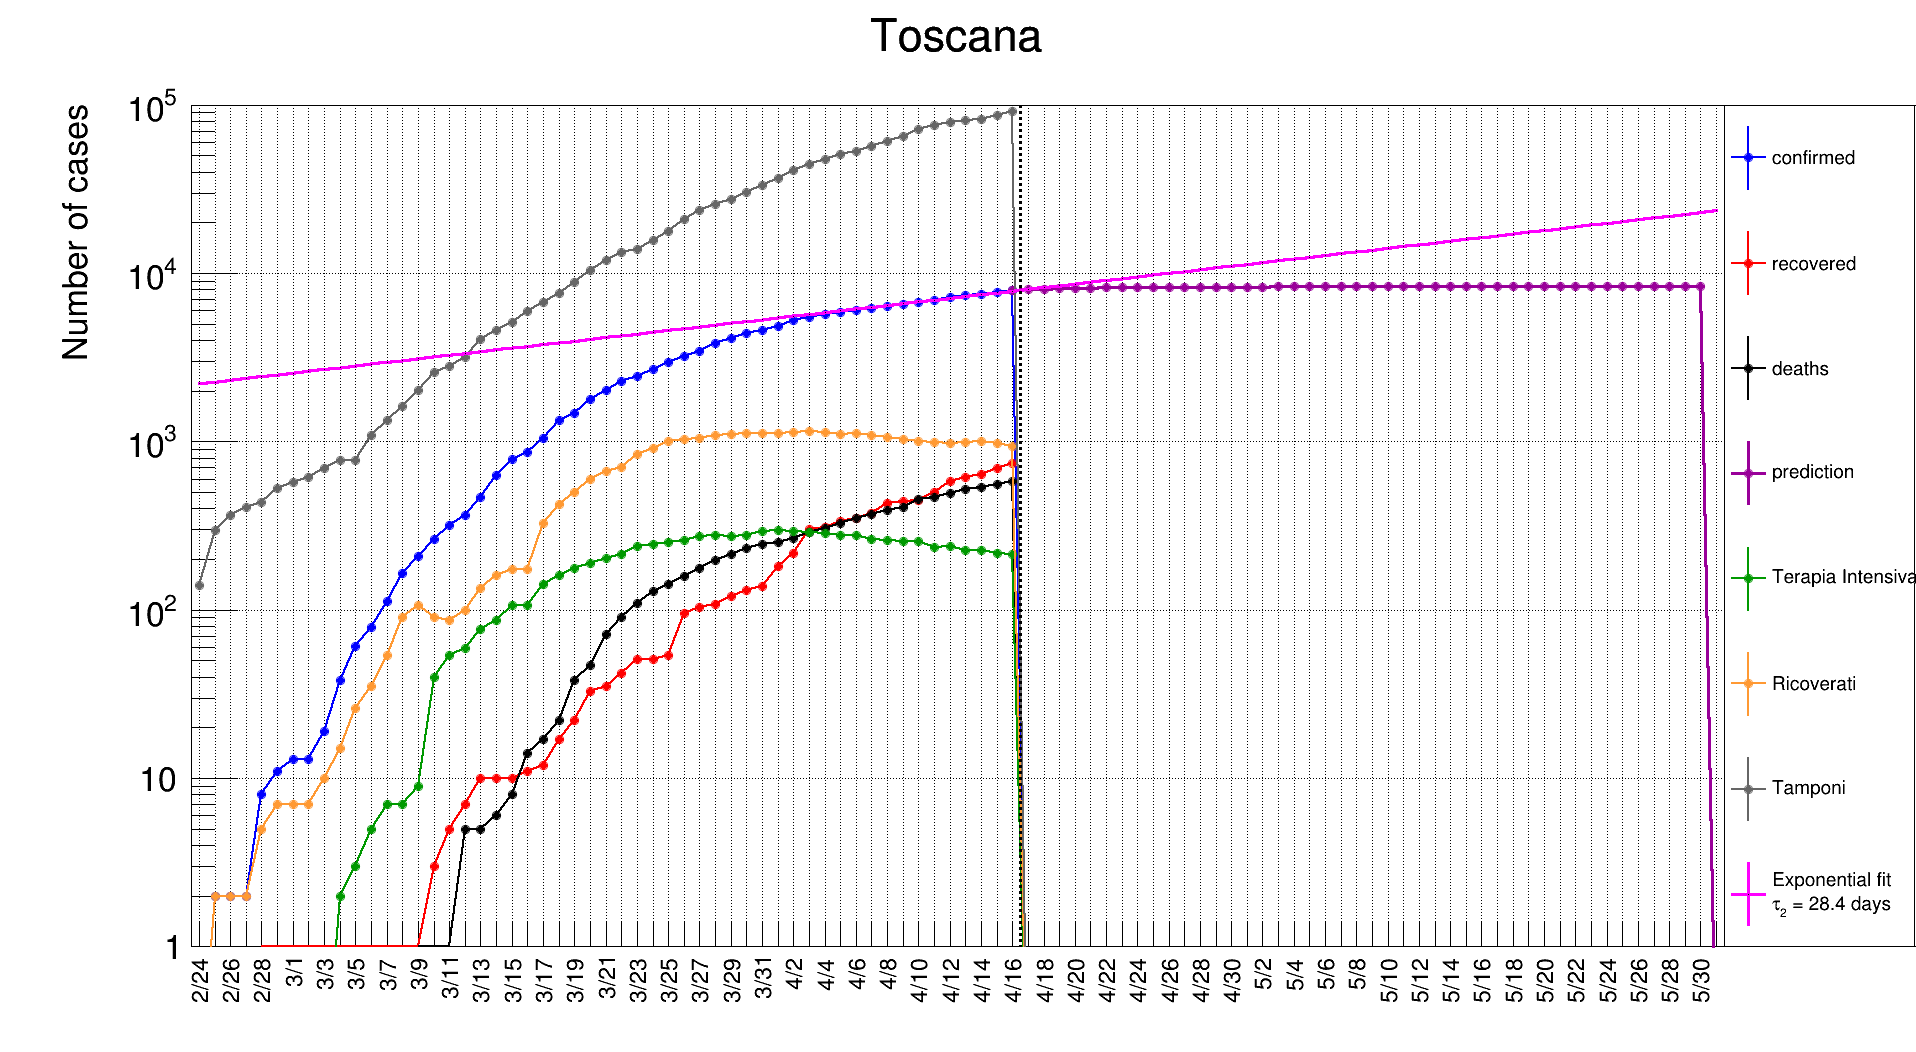 Toscana
Number of cases
10^5
10^4
10^3
10^2
10
1
2/24 2/26 2/28 3/1 3/3 3/5 3/7 3/9 3/11 3/13 3/15 3/17 3/19 3/21 3/23 3/25 3/27 3/29 3/31 4/2 4/4 4/6 4/8 4/10 4/12 4/14 4/16 4/18 4/20 4/22 4/24 4/26 4/28 4/30 5/2 5/4 5/6 5/8 5/10 5/12 5/14 5/16 5/18 5/20 5/22 5/24 5/26 5/28 5/30
confirmed
recovered
deaths
prediction
Terapia Intensiva
Ricoverati
Tamponi
Exponential fit
τ₂ = 28.4 days